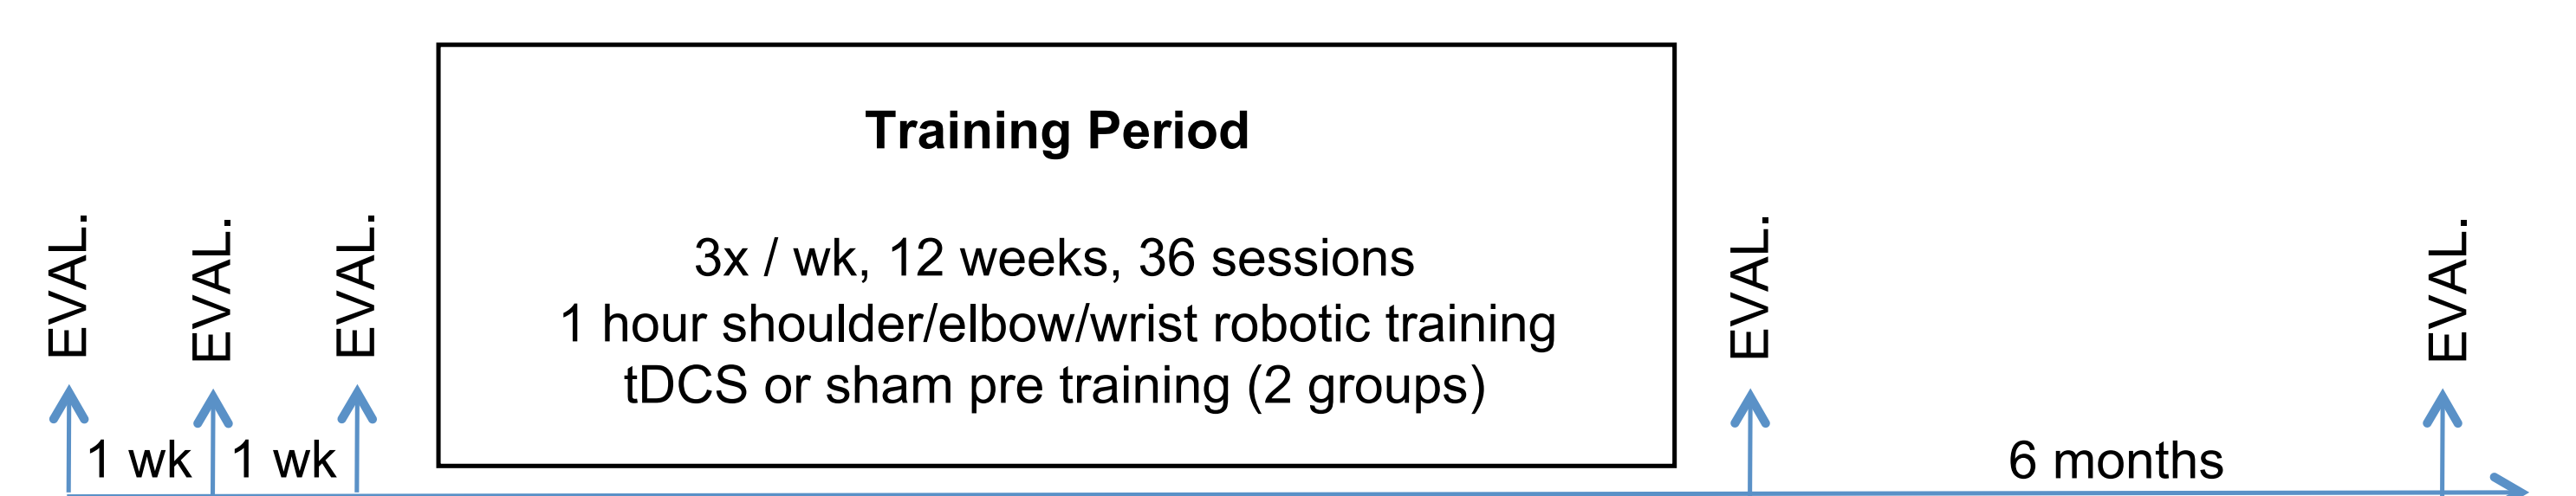 EVAL.
EVAL.
EVAL.
1 wk
1 wk
Training Period
3x / wk, 12 weeks, 36 sessions
1 hour shoulder/elbow/wrist robotic training
tDCS or sham pre training (2 groups)
EVAL.
6 months
EVAL.